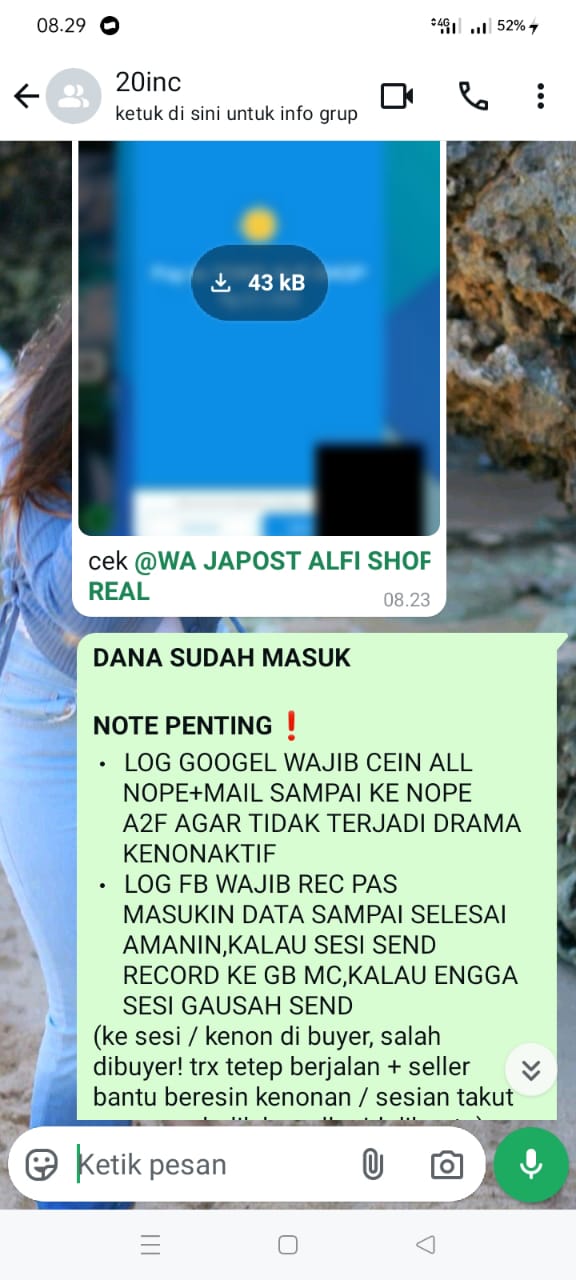 08.29
4G
52%
20inc
ketuk di sini untuk info grup
43 kB
cek @WA JAPOST ALFI SHOP
REAL
08.23
DANA SUDAH MASUK
NOTE PENTING❗
• LOG GOOGEL WAJIB CEIN ALL
NOPE+MAIL SAMPAI KE NOPE
A2F AGAR TIDAK TERJADI DRAMA
KENONAKTIF
• LOG FB WAJIB REC PAS
MASUKIN DATA SAMPAI SELESAI
AMANIN,KALAU SESI SEND
RECORD KE GB MC,KALAU ENGGA
SESI GAUSAH SEND
(ke sesi / kenon di buyer, salah
dibuyer! trx tetep berjalan + seller
bantu beresin kenonan / sesian takut
Ketik pesan